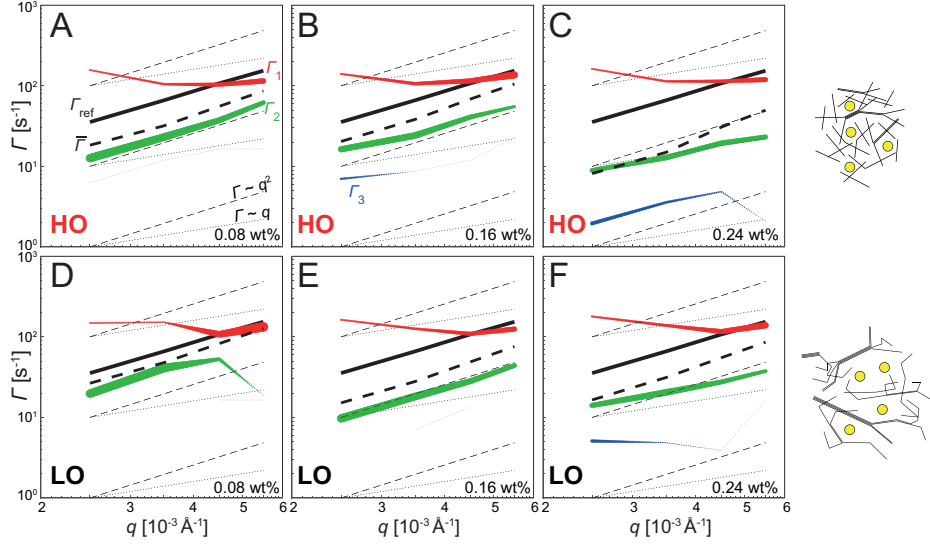 A
B
C
10³
10²
10¹
10⁰
Γ [s⁻¹]
Γ₁
Γref
Γ̅
Γ₂
Γ ~ q²
Γ ~ q
HO
0.08 wt%
Γ₃
HO
0.16 wt%
HO
0.24 wt%
D
E
F
10³
10²
10¹
10⁰
Γ [s⁻¹]
LO
0.08 wt%
LO
0.16 wt%
LO
0.24 wt%
2 3 4 5 6
2 3 4 5 6
2 3 4 5 6
q [10⁻³ Å⁻¹]
q [10⁻³ Å⁻¹]
q [10⁻³ Å⁻¹]